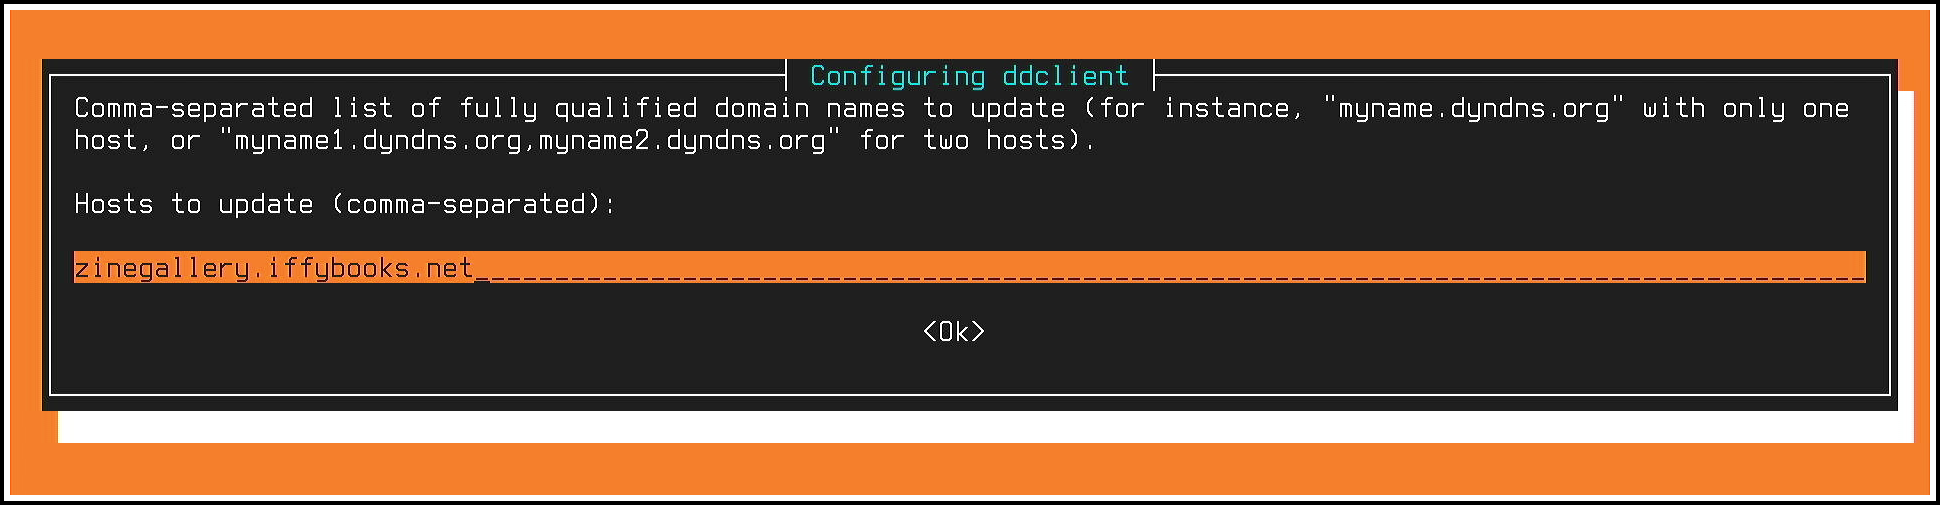 Configuring ddclient
Comma-separated list of fully qualified domain names to update (for instance, "myname.dyndns.org" with only one
host, or "myname1.dyndns.org,myname2.dyndns.org" for two hosts).
Hosts to update (comma-separated):
zinegallery.iffybooks.net
<Ok>